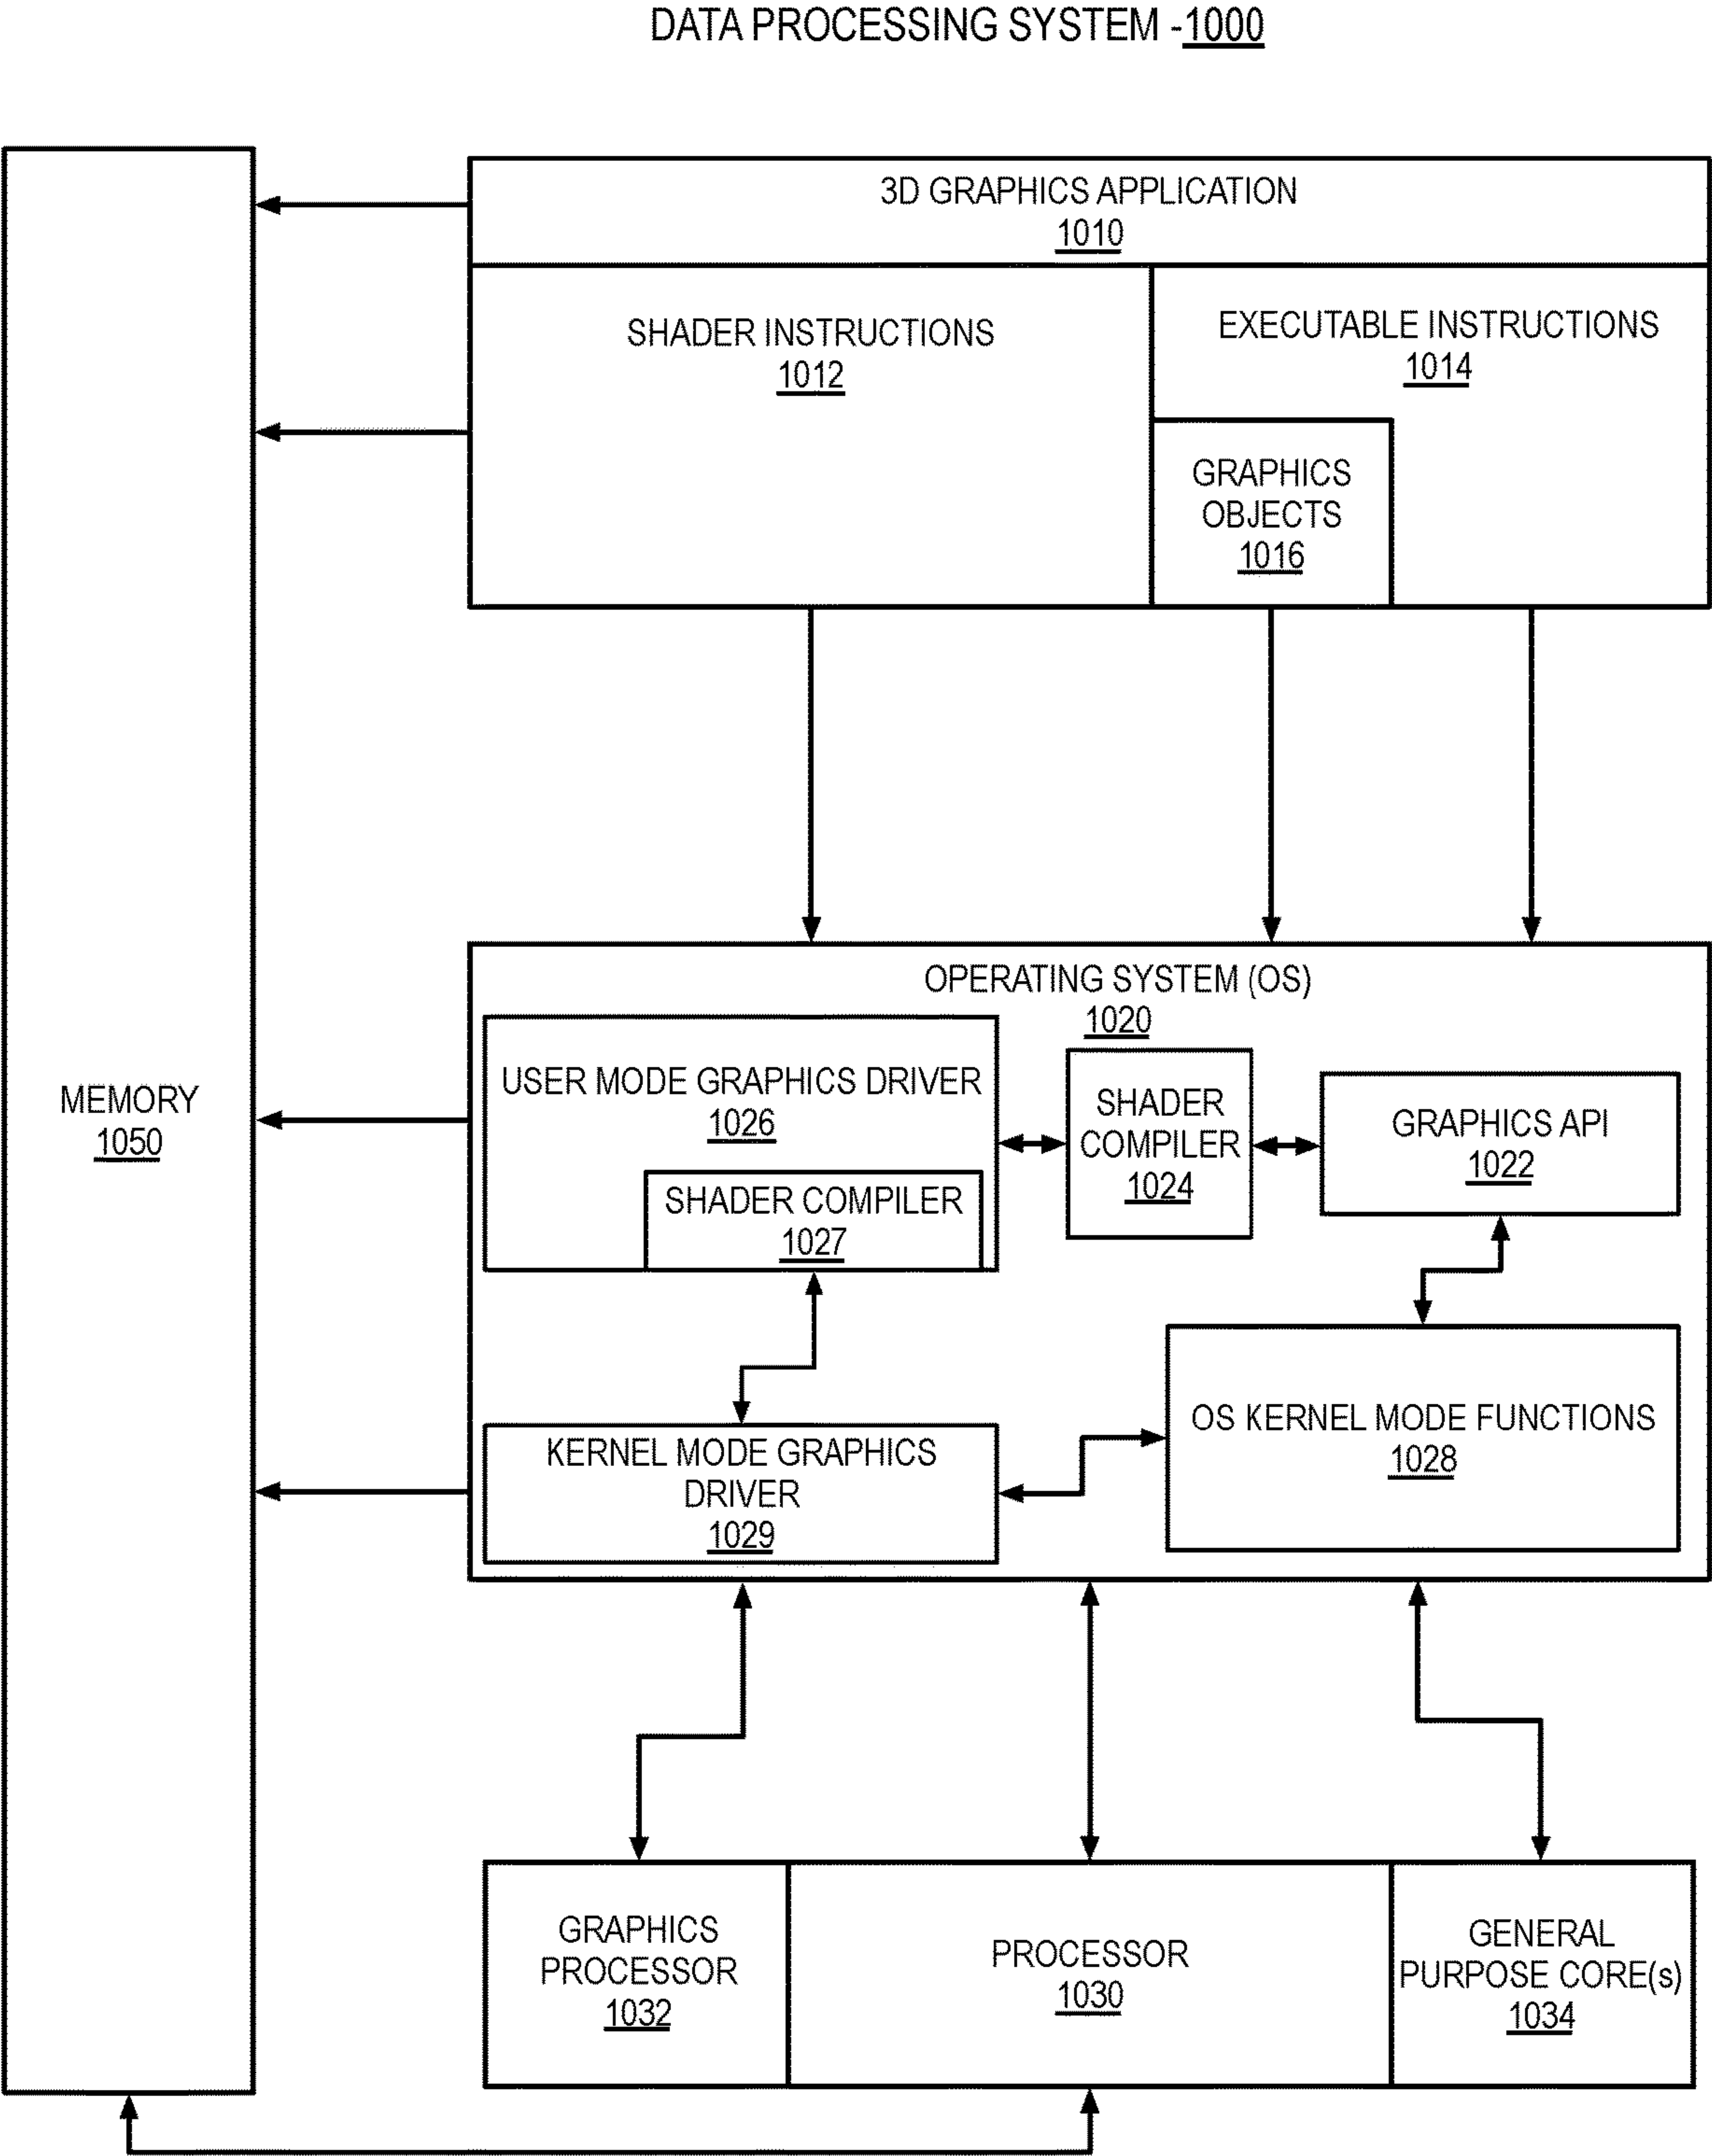 DATA PROCESSING SYSTEM -1000
3D GRAPHICS APPLICATION
1010
SHADER INSTRUCTIONS
1012
EXECUTABLE INSTRUCTIONS
1014
GRAPHICS
OBJECTS
1016
MEMORY
1050
OPERATING SYSTEM (OS)
1020
USER MODE GRAPHICS DRIVER
1026
SHADER COMPILER
1027
SHADER
COMPILER
1024
GRAPHICS API
1022
KERNEL MODE GRAPHICS
DRIVER
1029
OS KERNEL MODE FUNCTIONS
1028
GRAPHICS
PROCESSOR
1032
PROCESSOR
1030
GENERAL
PURPOSE CORE(s)
1034